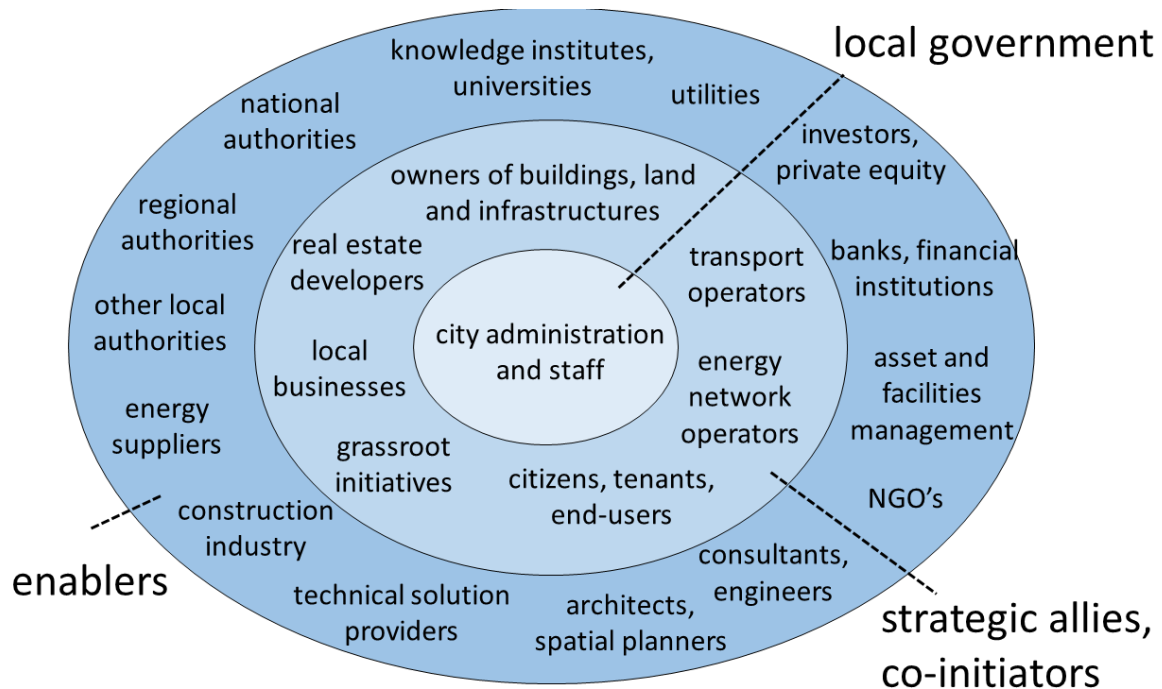 local government
knowledge institutes,
universities
utilities
national
authorities
investors,
private equity
owners of buildings, land
and infrastructures
regional
authorities
real estate
developers
transport
operators
banks, financial
institutions
other local
authorities
city administration
and staff
local
businesses
energy
network
operators
asset and
facilities
management
energy
suppliers
grassroot
initiatives
citizens, tenants,
end-users
NGO's
construction
industry
enablers
consultants,
engineers
technical solution
providers
architects,
spatial planners
strategic allies,
co-initiators